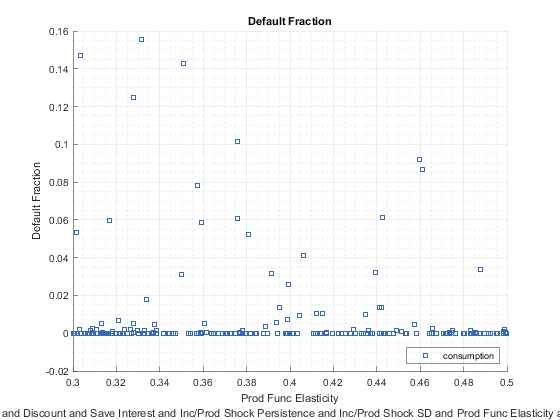 Default Fraction
0.16
0.14
0.12
0.1
0.08
0.06
0.04
0.02
0
-0.02
Default Fraction
consumption
0.3 0.32 0.34 0.36 0.38 0.4 0.42 0.44 0.46 0.48 0.5
Prod Func Elasticity
and Discount and Save Interest and Inc/Prod Shock Persistence and Inc/Prod Shock SD and Prod Func Elasticity